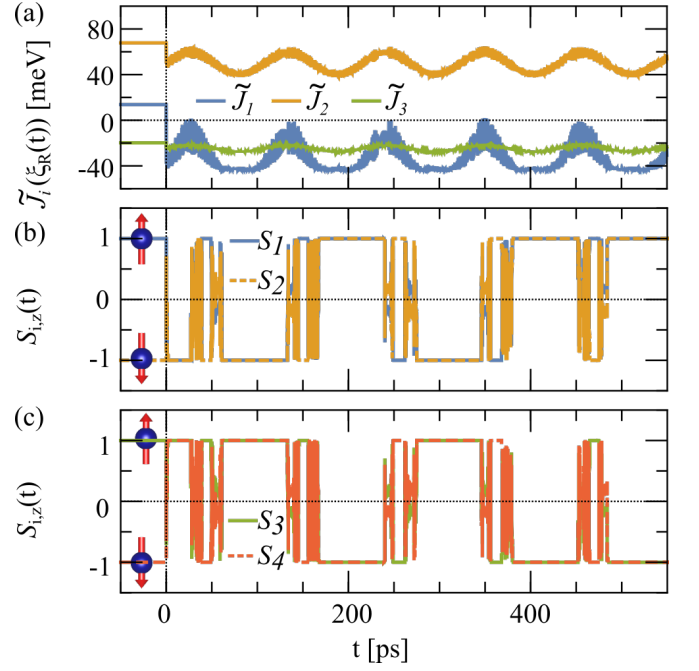 (a)
J̃i(ξR(t)) [meV]
80
40
0
-40
J̃1 J̃2 J̃3
(b)
Si,z(t)
1
0
-1
S1
S2
(c)
Si,z(t)
1
0
-1
S3
S4
0 200 400
t [ps]